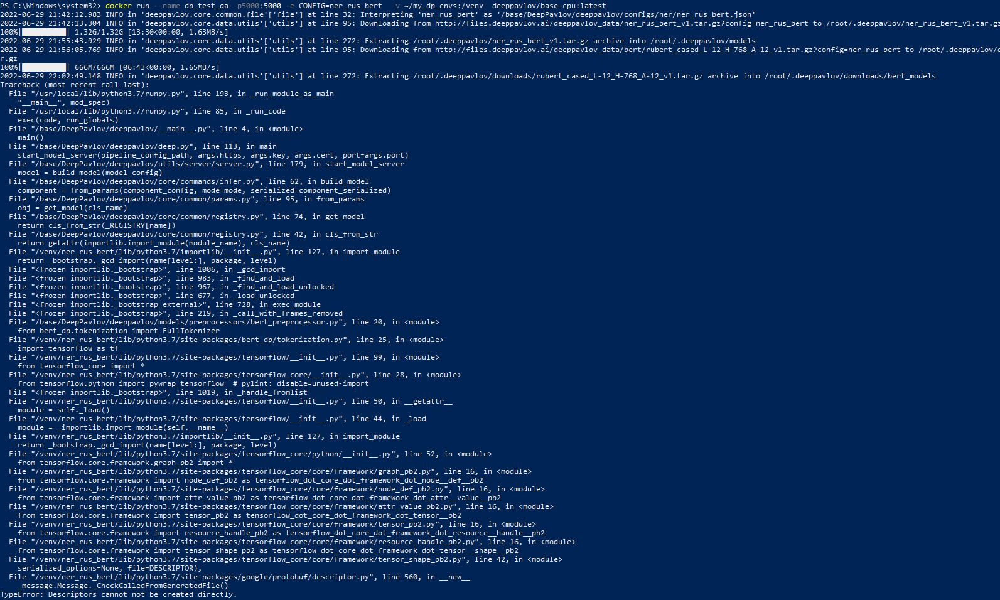 PS C:\Windows\system32> docker run --name dp_test_qa -p5000:5000 -e CONFIG=ner_rus_bert  -v ~/my_dp_envs:/venv  deeppavlov/base-cpu:latest
2022-06-29 21:42:12.983 INFO in 'deeppavlov.core.common.file'['file'] at line 32: Interpreting 'ner_rus_bert' as '/base/DeepPavlov/deeppavlov/configs/ner/ner_rus_bert.json'
2022-06-29 21:42:13.304 INFO in 'deeppavlov.core.data.utils'['utils'] at line 95: Downloading from http://files.deeppavlov.ai/deeppavlov_data/ner_rus_bert_v1.tar.gz?config=ner_rus_bert to /root/.deeppavlov/ner_rus_bert_v1.tar.gz
100%|██████████| 1.32G/1.32G [13:30<00:00, 1.63MB/s]
2022-06-29 21:55:43.929 INFO in 'deeppavlov.core.data.utils'['utils'] at line 272: Extracting /root/.deeppavlov/ner_rus_bert_v1.tar.gz archive into /root/.deeppavlov/models
2022-06-29 21:56:05.769 INFO in 'deeppavlov.core.data.utils'['utils'] at line 95: Downloading from http://files.deeppavlov.ai/deeppavlov_data/bert/rubert_cased_L-12_H-768_A-12_v1.tar.gz?config=ner_rus_bert to /root/.deeppavlov/d
r.gz
100%|██████████| 666M/666M [06:43<00:00, 1.65MB/s]
2022-06-29 22:02:49.148 INFO in 'deeppavlov.core.data.utils'['utils'] at line 272: Extracting /root/.deeppavlov/downloads/rubert_cased_L-12_H-768_A-12_v1.tar.gz archive into /root/.deeppavlov/downloads/bert_models
Traceback (most recent call last):
  File "/usr/local/lib/python3.7/runpy.py", line 193, in _run_module_as_main
    "__main__", mod_spec)
  File "/usr/local/lib/python3.7/runpy.py", line 85, in _run_code
    exec(code, run_globals)
  File "/base/DeepPavlov/deeppavlov/__main__.py", line 4, in <module>
    main()
  File "/base/DeepPavlov/deeppavlov/deep.py", line 113, in main
    start_model_server(pipeline_config_path, args.https, args.key, args.cert, port=args.port)
  File "/base/DeepPavlov/deeppavlov/utils/server/server.py", line 179, in start_model_server
    model = build_model(model_config)
  File "/base/DeepPavlov/deeppavlov/core/commands/infer.py", line 62, in build_model
    component = from_params(component_config, mode=mode, serialized=component_serialized)
  File "/base/DeepPavlov/deeppavlov/core/common/params.py", line 95, in from_params
    obj = get_model(cls_name)
  File "/base/DeepPavlov/deeppavlov/core/common/registry.py", line 74, in get_model
    return cls_from_str(_REGISTRY[name])
  File "/base/DeepPavlov/deeppavlov/core/common/registry.py", line 42, in cls_from_str
    return getattr(importlib.import_module(module_name), cls_name)
  File "/venv/ner_rus_bert/lib/python3.7/importlib/__init__.py", line 127, in import_module
    return _bootstrap._gcd_import(name[level:], package, level)
  File "<frozen importlib._bootstrap>", line 1006, in _gcd_import
  File "<frozen importlib._bootstrap>", line 983, in _find_and_load
  File "<frozen importlib._bootstrap>", line 967, in _find_and_load_unlocked
  File "<frozen importlib._bootstrap>", line 677, in _load_unlocked
  File "<frozen importlib._bootstrap_external>", line 728, in exec_module
  File "<frozen importlib._bootstrap>", line 219, in _call_with_frames_removed
  File "/base/DeepPavlov/deeppavlov/models/preprocessors/bert_preprocessor.py", line 20, in <module>
    from bert_dp.tokenization import FullTokenizer
  File "/venv/ner_rus_bert/lib/python3.7/site-packages/bert_dp/tokenization.py", line 25, in <module>
    import tensorflow as tf
  File "/venv/ner_rus_bert/lib/python3.7/site-packages/tensorflow/__init__.py", line 99, in <module>
    from tensorflow_core import *
  File "/venv/ner_rus_bert/lib/python3.7/site-packages/tensorflow_core/__init__.py", line 28, in <module>
    from tensorflow.python import pywrap_tensorflow  # pylint: disable=unused-import
  File "<frozen importlib._bootstrap>", line 1019, in _handle_fromlist
  File "/venv/ner_rus_bert/lib/python3.7/site-packages/tensorflow/__init__.py", line 50, in __getattr__
    module = self._load()
  File "/venv/ner_rus_bert/lib/python3.7/site-packages/tensorflow/__init__.py", line 44, in _load
    module = _importlib.import_module(self.__name__)
  File "/venv/ner_rus_bert/lib/python3.7/importlib/__init__.py", line 127, in import_module
    return _bootstrap._gcd_import(name[level:], package, level)
  File "/venv/ner_rus_bert/lib/python3.7/site-packages/tensorflow_core/python/__init__.py", line 52, in <module>
    from tensorflow.core.framework.graph_pb2 import *
  File "/venv/ner_rus_bert/lib/python3.7/site-packages/tensorflow_core/core/framework/graph_pb2.py", line 16, in <module>
    from tensorflow.core.framework import node_def_pb2 as tensorflow_dot_core_dot_framework_dot_node__def__pb2
  File "/venv/ner_rus_bert/lib/python3.7/site-packages/tensorflow_core/core/framework/node_def_pb2.py", line 16, in <module>
    from tensorflow.core.framework import attr_value_pb2 as tensorflow_dot_core_dot_framework_dot_attr__value__pb2
  File "/venv/ner_rus_bert/lib/python3.7/site-packages/tensorflow_core/core/framework/attr_value_pb2.py", line 16, in <module>
    from tensorflow.core.framework import tensor_pb2 as tensorflow_dot_core_dot_framework_dot_tensor__pb2
  File "/venv/ner_rus_bert/lib/python3.7/site-packages/tensorflow_core/core/framework/tensor_pb2.py", line 16, in <module>
    from tensorflow.core.framework import resource_handle_pb2 as tensorflow_dot_core_dot_framework_dot_resource__handle__pb2
  File "/venv/ner_rus_bert/lib/python3.7/site-packages/tensorflow_core/core/framework/resource_handle_pb2.py", line 16, in <module>
    from tensorflow.core.framework import tensor_shape_pb2 as tensorflow_dot_core_dot_framework_dot_tensor__shape__pb2
  File "/venv/ner_rus_bert/lib/python3.7/site-packages/tensorflow_core/core/framework/tensor_shape_pb2.py", line 42, in <module>
    serialized_options=None, file=DESCRIPTOR),
  File "/venv/ner_rus_bert/lib/python3.7/site-packages/google/protobuf/descriptor.py", line 560, in __new__
    _message.Message._CheckCalledFromGeneratedFile()
TypeError: Descriptors cannot not be created directly.